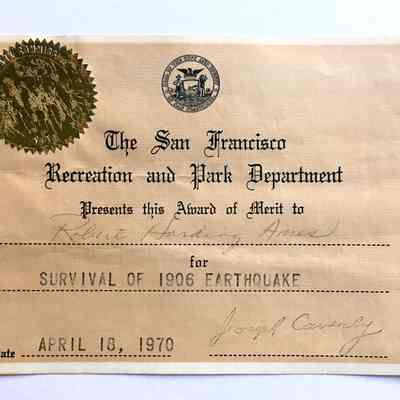 The San Francisco
Recreation and Park Department
Presents this Award of Merit to
Robert Harding Ames
for
SURVIVAL OF 1906 EARTHQUAKE
Joseph Caverly
ate APRIL 18, 1970